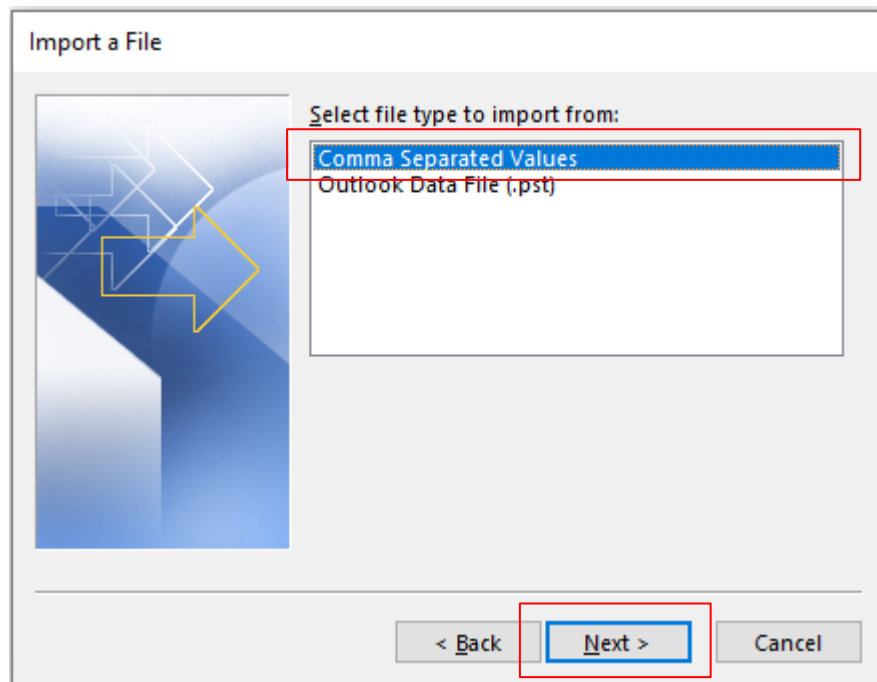 Import a File
Select file type to import from:
Comma Separated Values
Outlook Data File (.pst)
< Back Next > Cancel